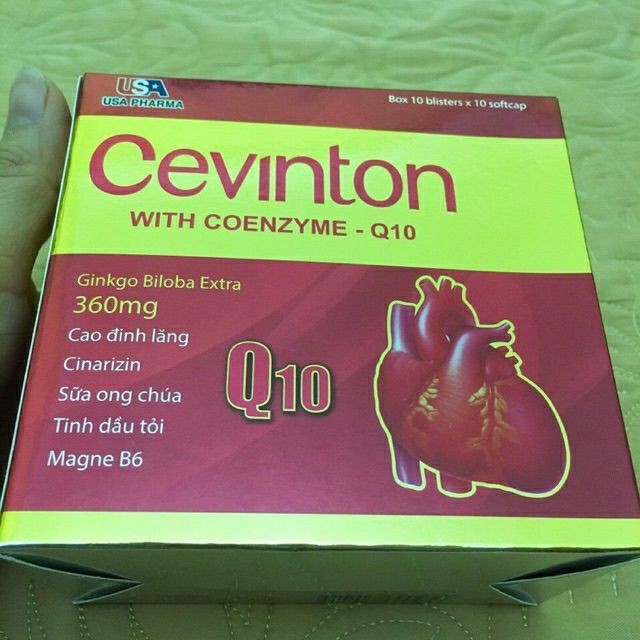 USA
USA PHARMA
Box 10 blisters x 10 softcap
Cevinton
WITH COENZYME - Q10
Ginkgo Biloba Extra
360mg
Cao đinh lăng
Cinarizin
Sữa ong chúa
Tinh dầu tỏi
Magne B6
Q10